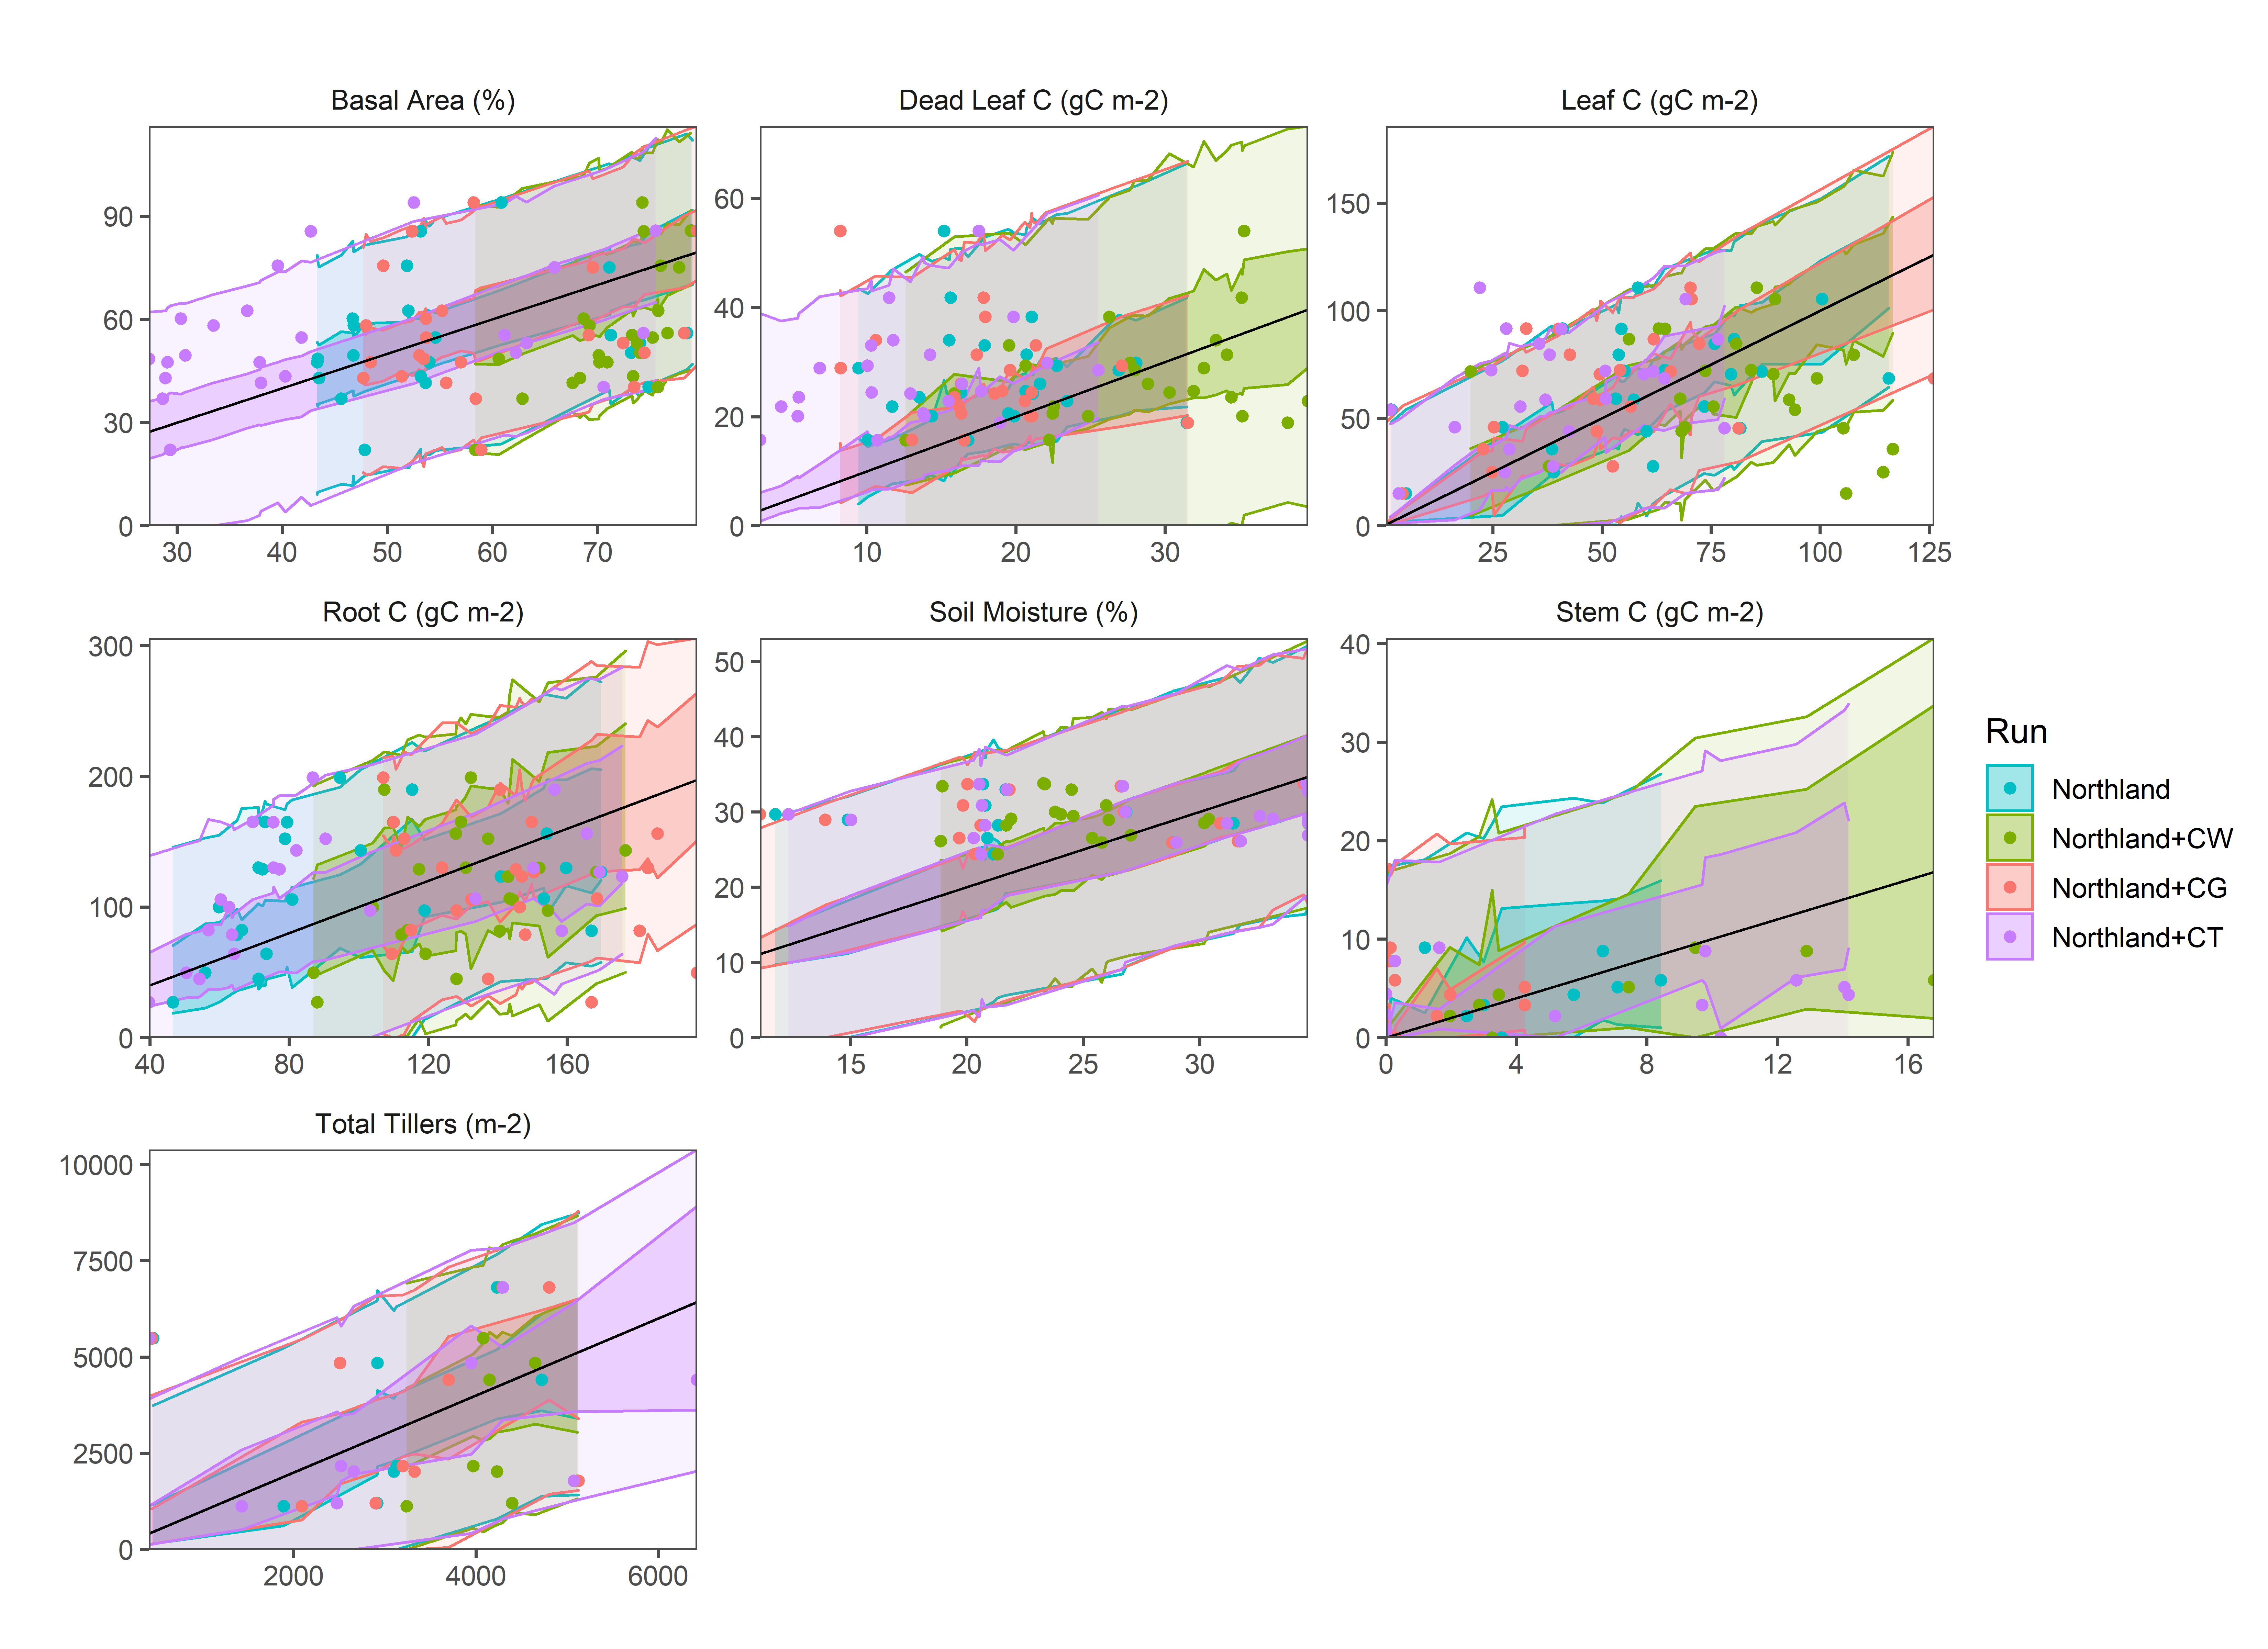 Basal Area (%)
Dead Leaf C (gC m-2)
Leaf C (gC m-2)
90
60
30
0
30 40 50 60 70
60
40
20
0
10 20 30
150
100
50
0
25 50 75 100 125
Root C (gC m-2)
Soil Moisture (%)
Stem C (gC m-2)
300
200
100
0
40 80 120 160
50
40
30
20
10
0
15 20 25 30
40
30
20
10
0
0 4 8 12 16
Run
Northland
Northland+CW
Northland+CG
Northland+CT
Total Tillers (m-2)
10000
7500
5000
2500
0
2000 4000 6000